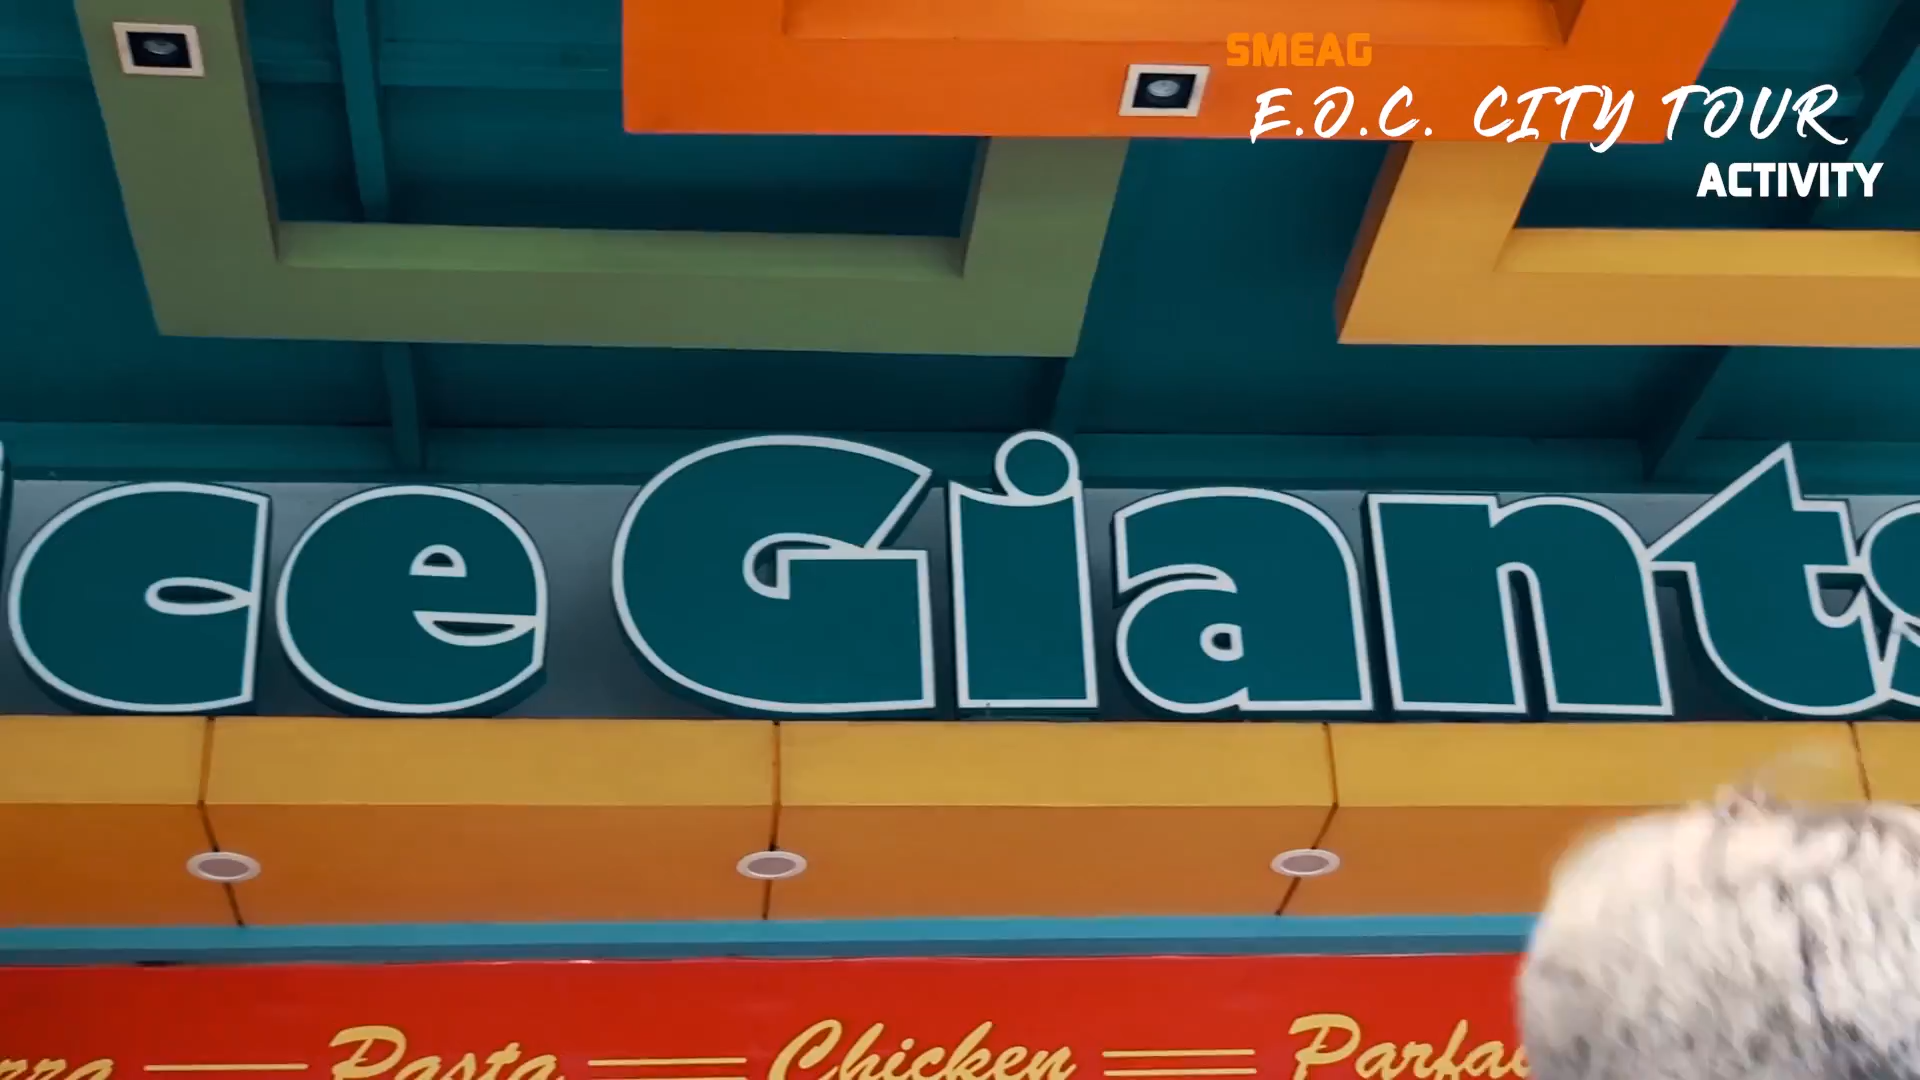 SMEAG
E.O.C. CITY TOUR
ACTIVITY
ce Giants
Pasta Chicken